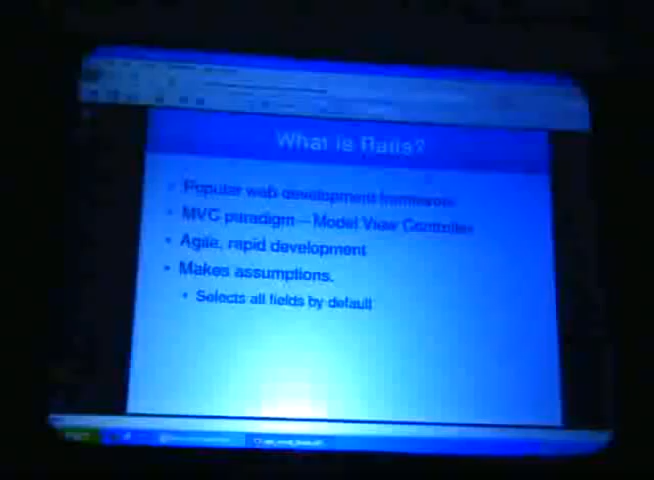 What is Rails?
Popular web development framework
MVC paradigm – Model View Controller
Agile, rapid development
Makes assumptions.
Selects all fields by default